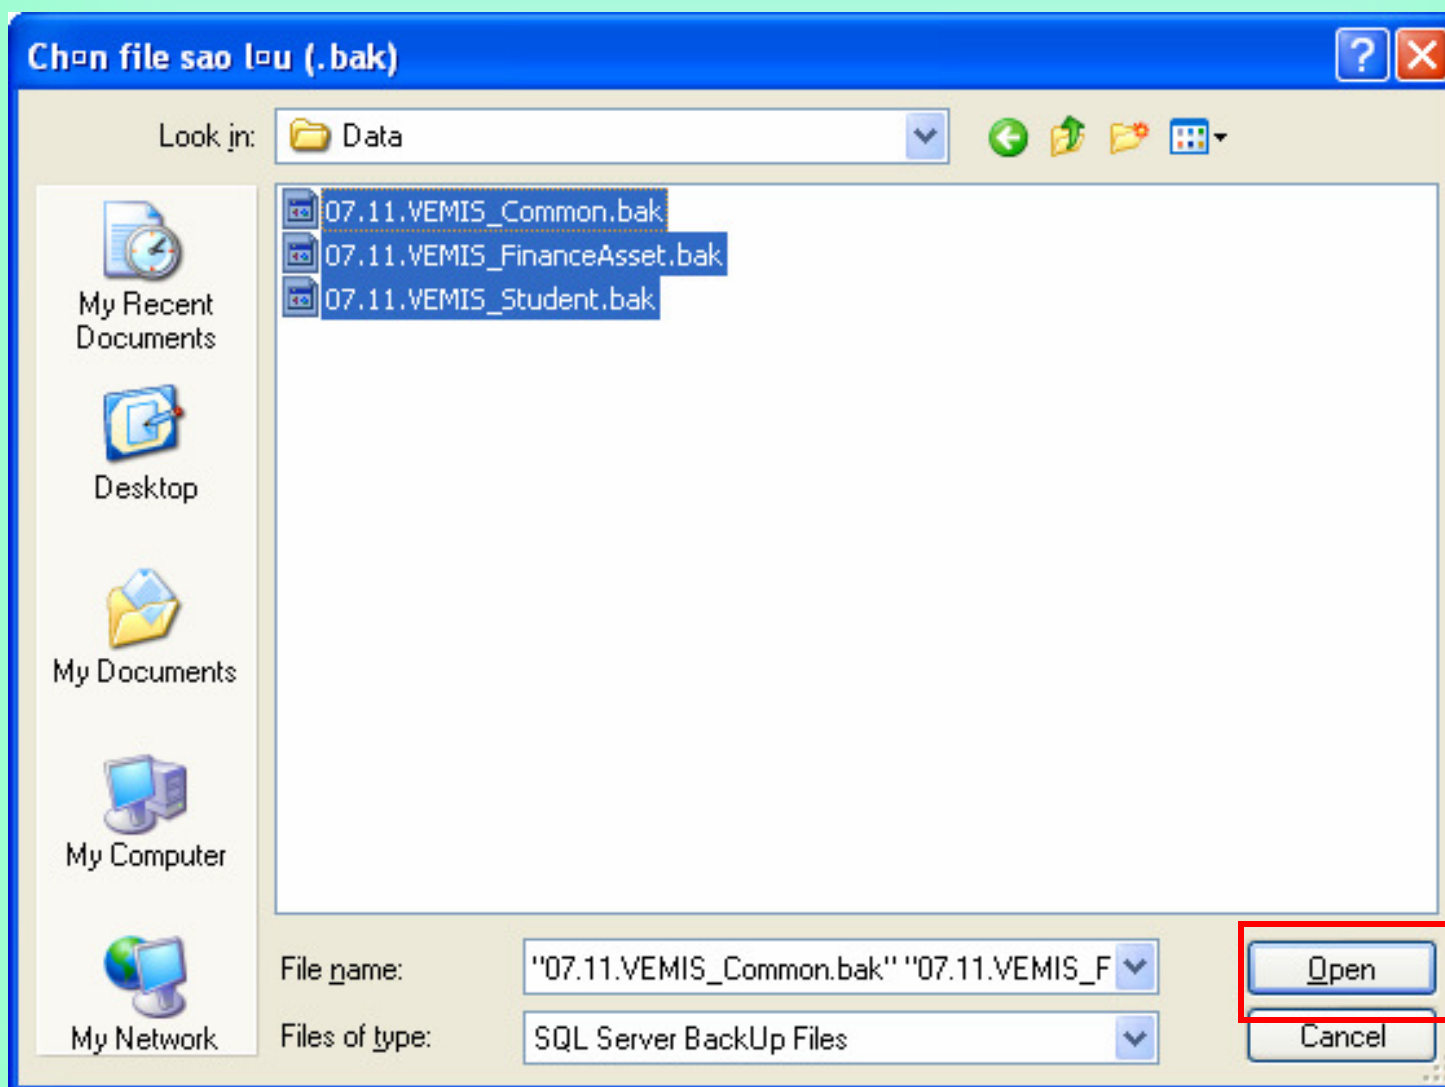 Ch¤n file sao l¤u (.bak)
Look in:
Data
07.11.VEMIS_Common.bak
07.11.VEMIS_FinanceAsset.bak
07.11.VEMIS_Student.bak
My Recent
Documents
Desktop
My Documents
My Computer
My Network
File name:
"07.11.VEMIS_Common.bak" "07.11.VEMIS_F
Open
Files of type:
SQL Server BackUp Files
Cancel